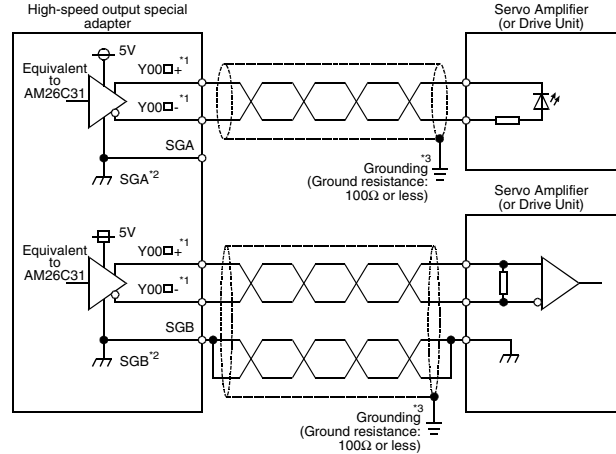 High-speed output special
adapter
Servo Amplifier
(or Drive Unit)
5V
Equivalent
to
AM26C31
Y00□+*1
Y00□-*1
SGA
SGA*2
*3
Grounding
(Ground resistance:
100Ω or less)
Servo Amplifier
(or Drive Unit)
5V
Equivalent
to
AM26C31
Y00□+*1
Y00□-*1
SGB
SGB*2
*3
Grounding
(Ground resistance:
100Ω or less)